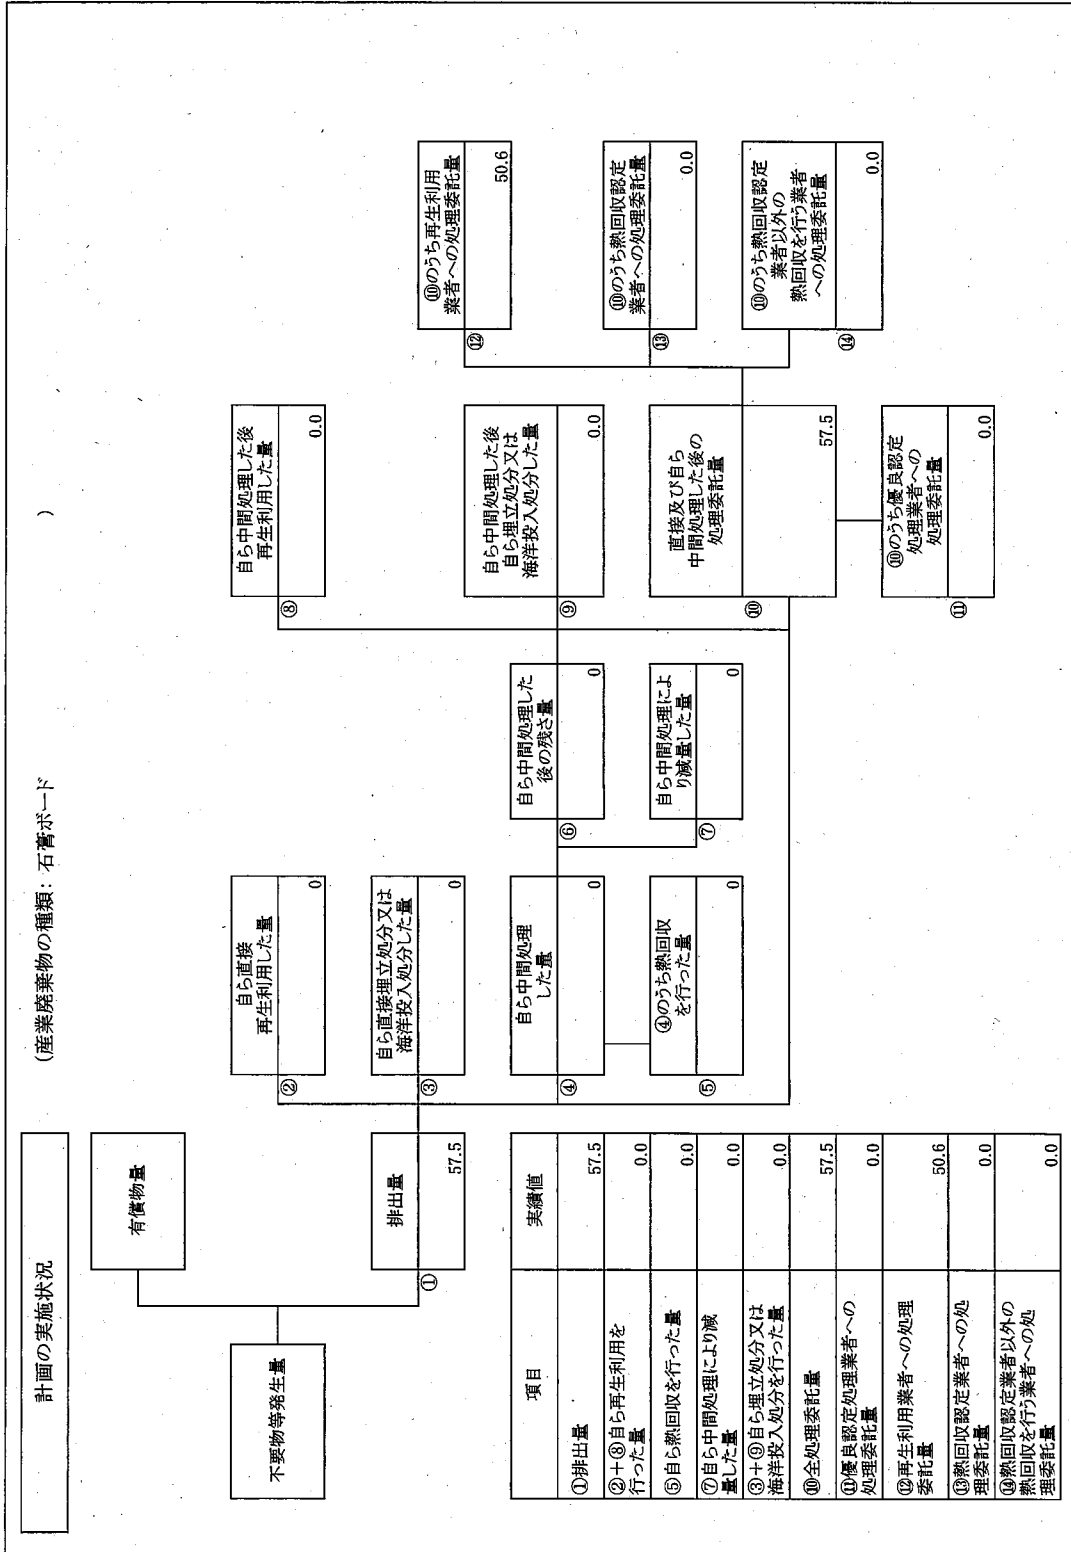 計画の実施状況
(産業廃棄物の種類: 石膏ボード
)
不要物等発生量
有償物量
排出量
①
57.5
自ら直接
再生利用した量
②
0
自ら直接埋立処分又は
海洋投入処分した量
③
0
自ら中間処理
した量
④
0
④のうち熱回収
を行った量
⑤
0
自ら中間処理した
後の残さ量
⑥
0
自ら中間処理によ
り減量した量
⑦
0
自ら中間処理した後
再生利用した量
⑧
0.0
自ら中間処理した後
自ら埋立処分又は
海洋投入処分した量
⑨
0.0
直接及び自ら
中間処理した後の
処理委託量
⑩
57.5
⑩のうち優良認定
処理業者への
処理委託量
⑪
0.0
⑩のうち再生利用
業者への処理委託量
⑫
50.6
⑩のうち熱回収認定
業者への処理委託量
⑬
0.0
⑩のうち熱回収認定
業者以外の
熱回収を行う業者
への処理委託量
⑭
0.0
項目 実績値
①排出量 57.5
②+⑧自ら再生利用を
行った量 0.0
⑤自ら熱回収を行った量 0.0
⑦自ら中間処理により減
量した量 0.0
③+⑨自ら埋立処分又は
海洋投入処分を行った量 0.0
⑩全処理委託量 57.5
⑪優良認定処理業者への
処理委託量 0.0
⑫再生利用業者への処理
委託量 50.6
⑬熱回収認定業者への処
理委託量 0.0
⑭熱回収認定業者以外の
熱回収を行う業者への処
理委託量 0.0